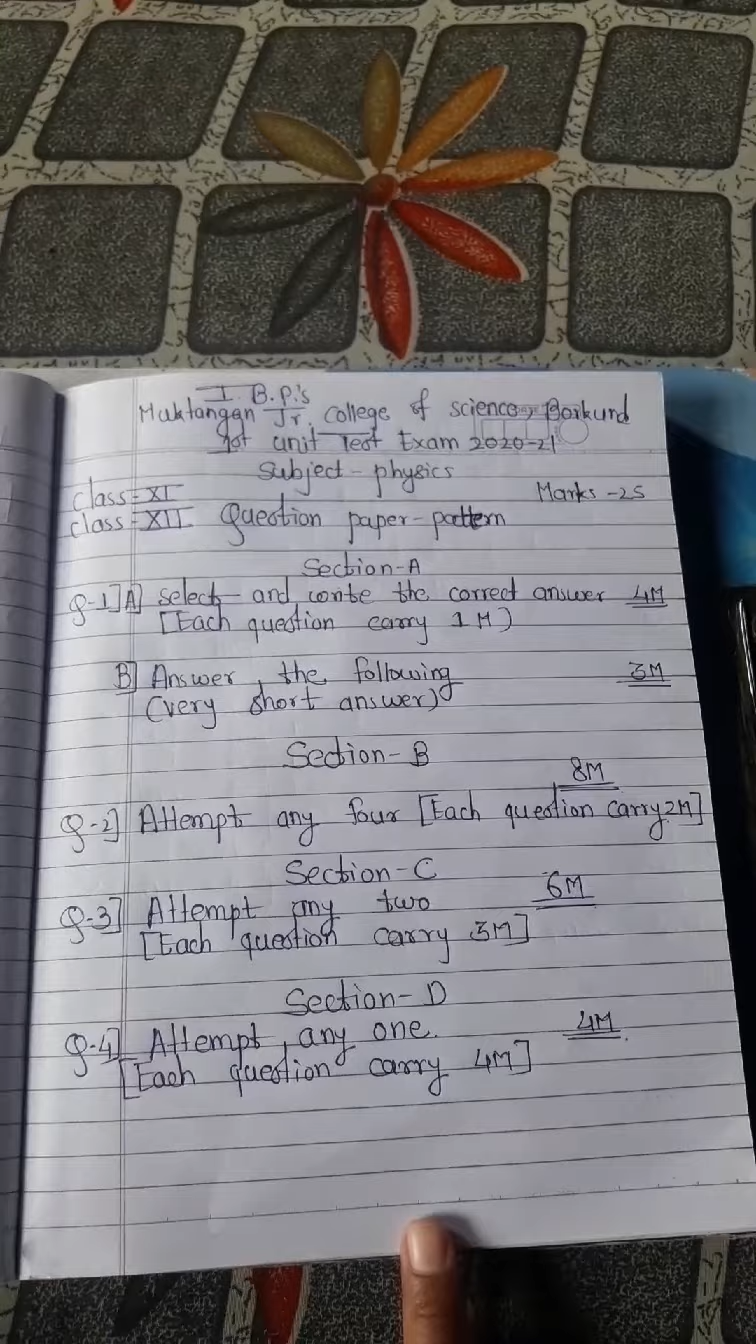 I. B.P.'s
Muktangan Jr. college of science, Borkund
1st unit Test Exam 2020-21
Subject - physics
class - XI
Marks - 25
class - XII Question paper - pattern
Section - A
Q-1] A] select and write the correct answer 4M
[Each question carry 1M]
B] Answer the following 3M
(very short answer)
Section - B
8M
Q-2] Attempt any four [Each question carry 2M]
Section - C
Q-3] Attempt any two 6M
[Each question carry 3M]
Section - D
Q-4] Attempt any one. 4M
[Each question carry 4M]